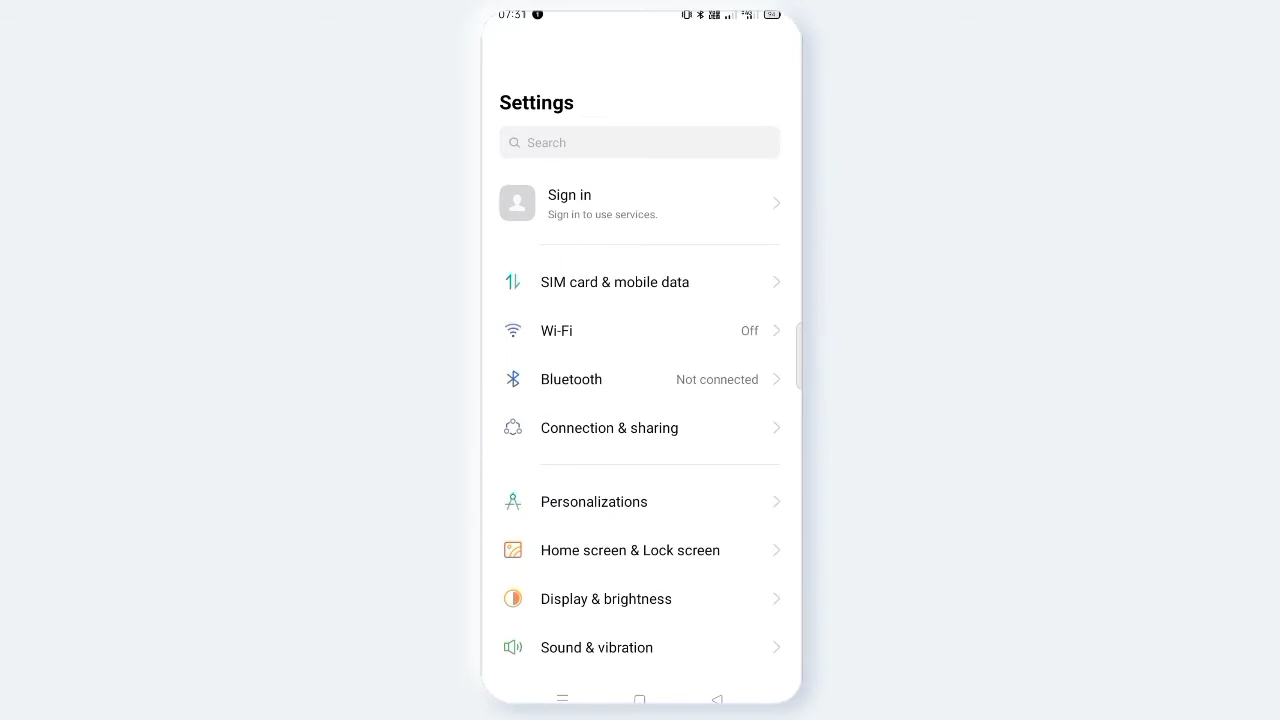 07:31
Settings
Search
Sign in
Sign in to use services.
SIM card & mobile data
Wi-Fi Off
Bluetooth Not connected
Connection & sharing
Personalizations
Home screen & Lock screen
Display & brightness
Sound & vibration